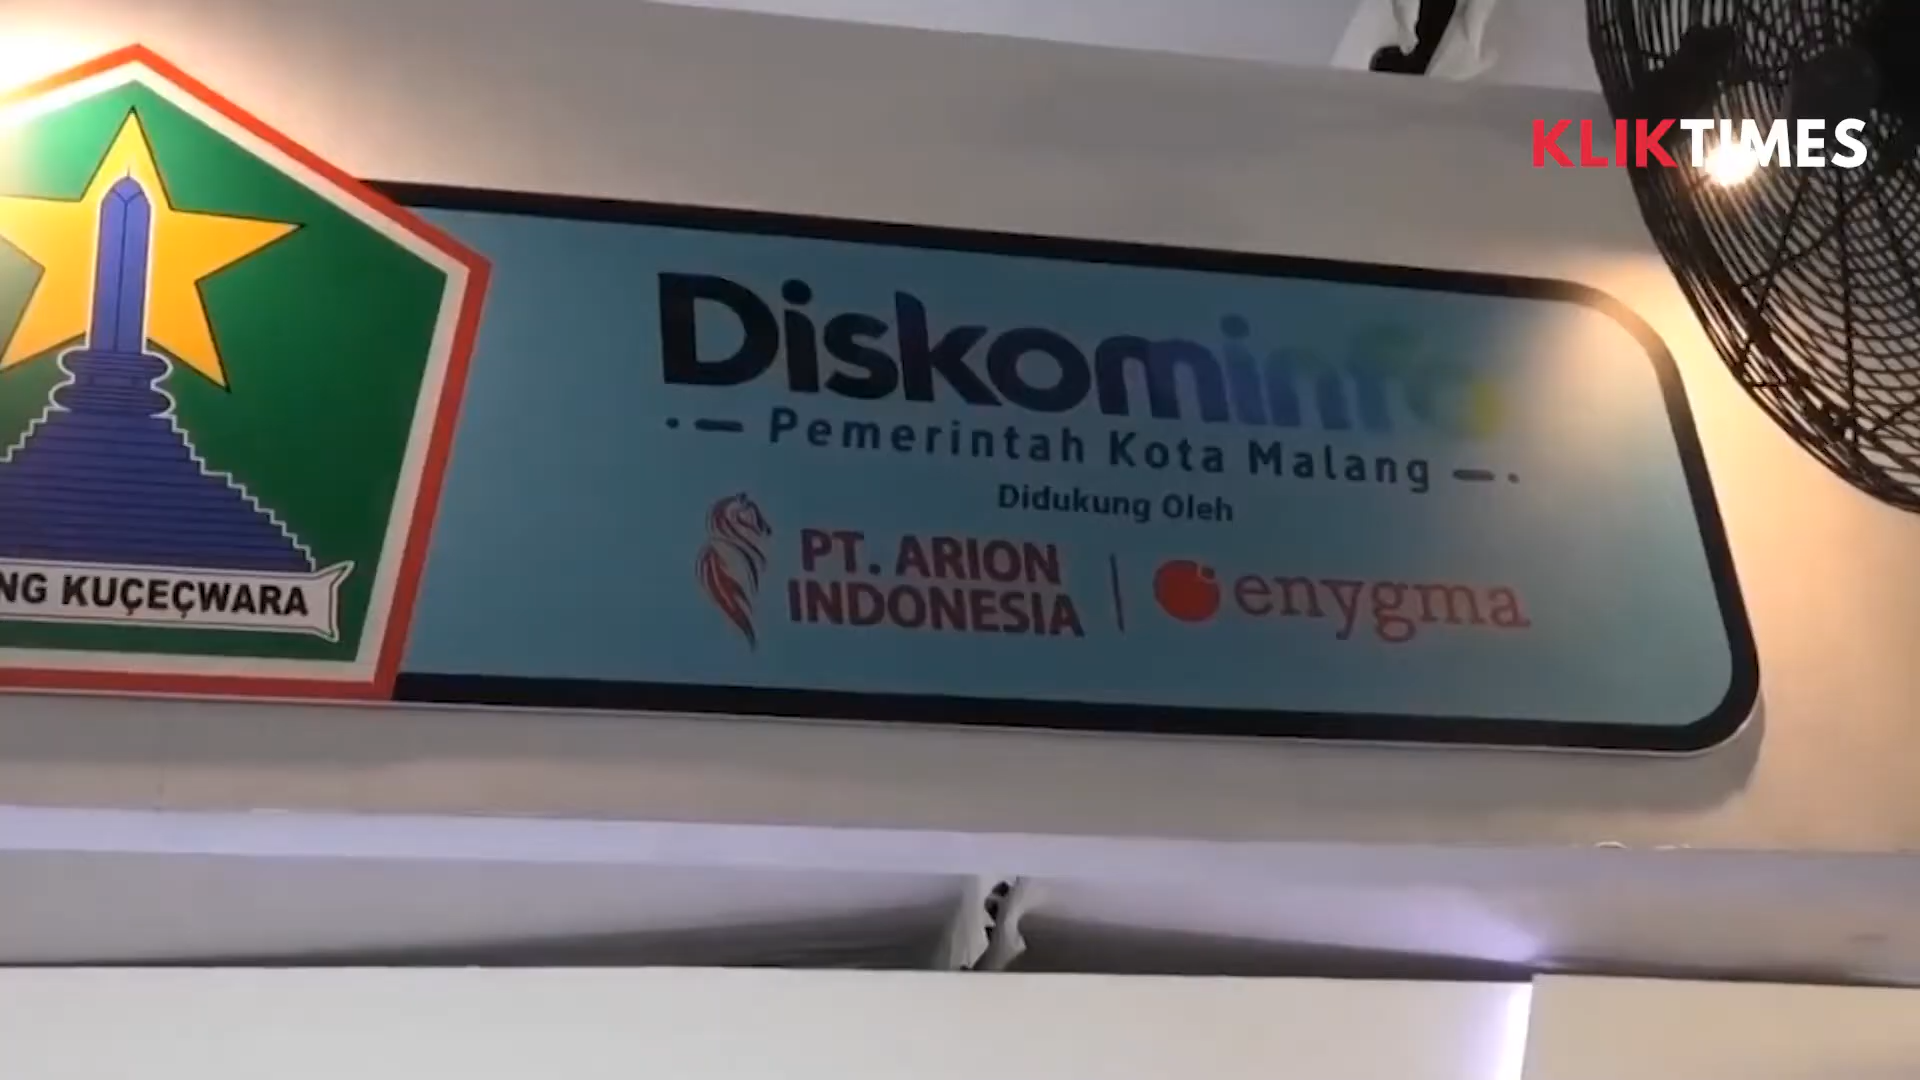 KLIKTIMES
Diskominfo
Pemerintah Kota Malang
Didukung Oleh
PT. ARION
INDONESIA
enygma
NG KUÇEÇWARA